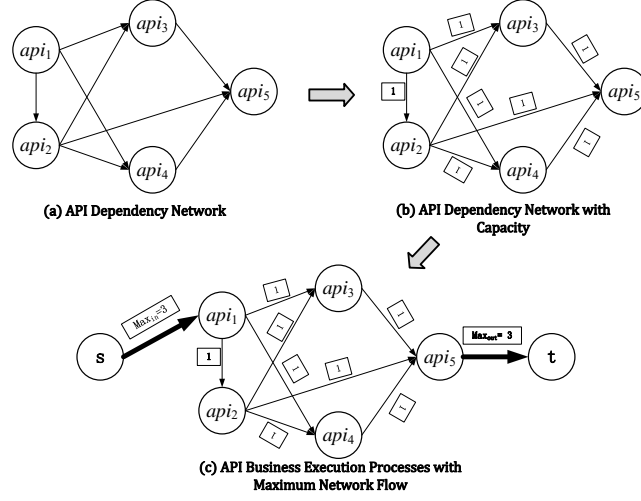 api1
api3
api5
api2
api4
(a) API Dependency Network
api1
api3
api5
api2
api4
1
1
1
1
1
1
1
1
(b) API Dependency Network with
Capacity
s
Max_in=3
api1
api3
api5
api2
api4
1
1
1
1
1
1
1
1
Max_out= 3
t
(c) API Business Execution Processes with
Maximum Network Flow